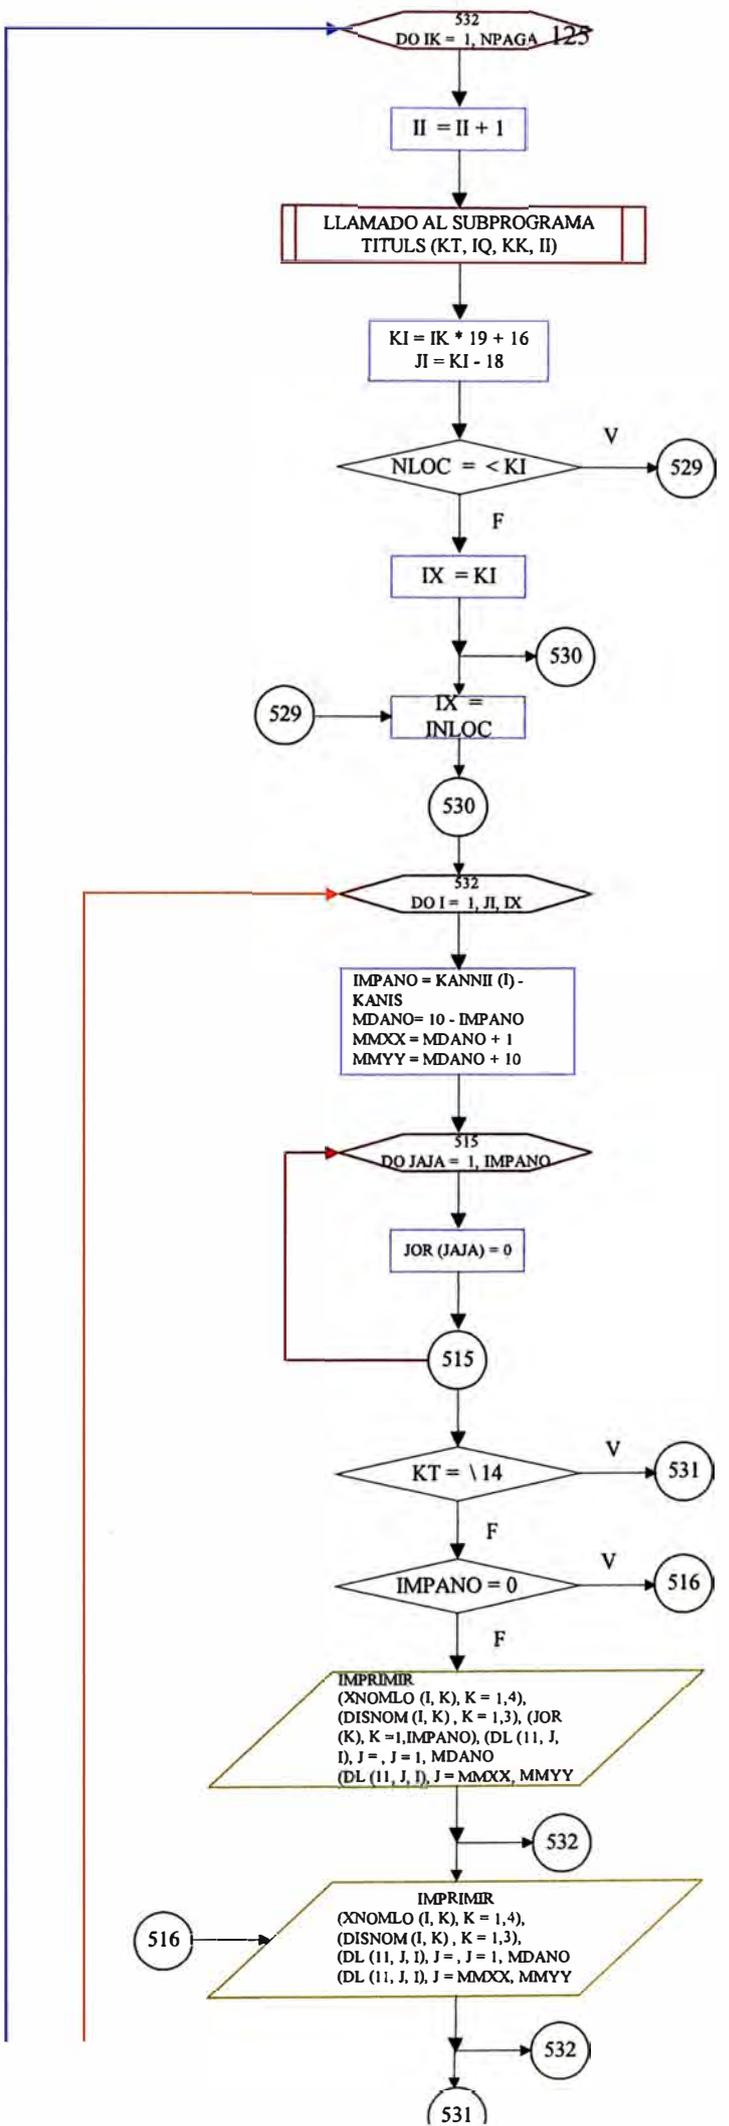 532
DO IK = 1, NPAGA 125
II = II + 1
LLAMADO AL SUBPROGRAMA
TITULS (KT, IQ, KK, II)
KI = IK * 19 + 16
JI = KI - 18
NLOC = < KI
V
529
F
IX = KI
530
529
IX =
INLOC
530
532
DO I = 1, JI, IX
IMPANO = KANNII (I) -
KANIS
MDANO= 10 - IMPANO
MMXX = MDANO + 1
MMYY = MDANO + 10
515
DO JAJA = 1, IMPANO
JOR (JAJA) = 0
515
KT = \ 14
V
531
F
IMPANO = 0
V
516
F
IMPRIMIR
(XNOMLO (I, K), K = 1,4),
(DISNOM (I, K) , K = 1,3), (JOR
(K), K =1,IMPANO), (DL (11, J,
I), J = , J = 1, MDANO
(DL (11, J, I), J = MMXX, MMYY
532
IMPRIMIR
516
(XNOMLO (I, K), K = 1,4),
(DISNOM (I, K) , K = 1,3),
(DL (11, J, I), J = , J = 1, MDANO
(DL (11, J, I), J = MMXX, MMYY
532
531